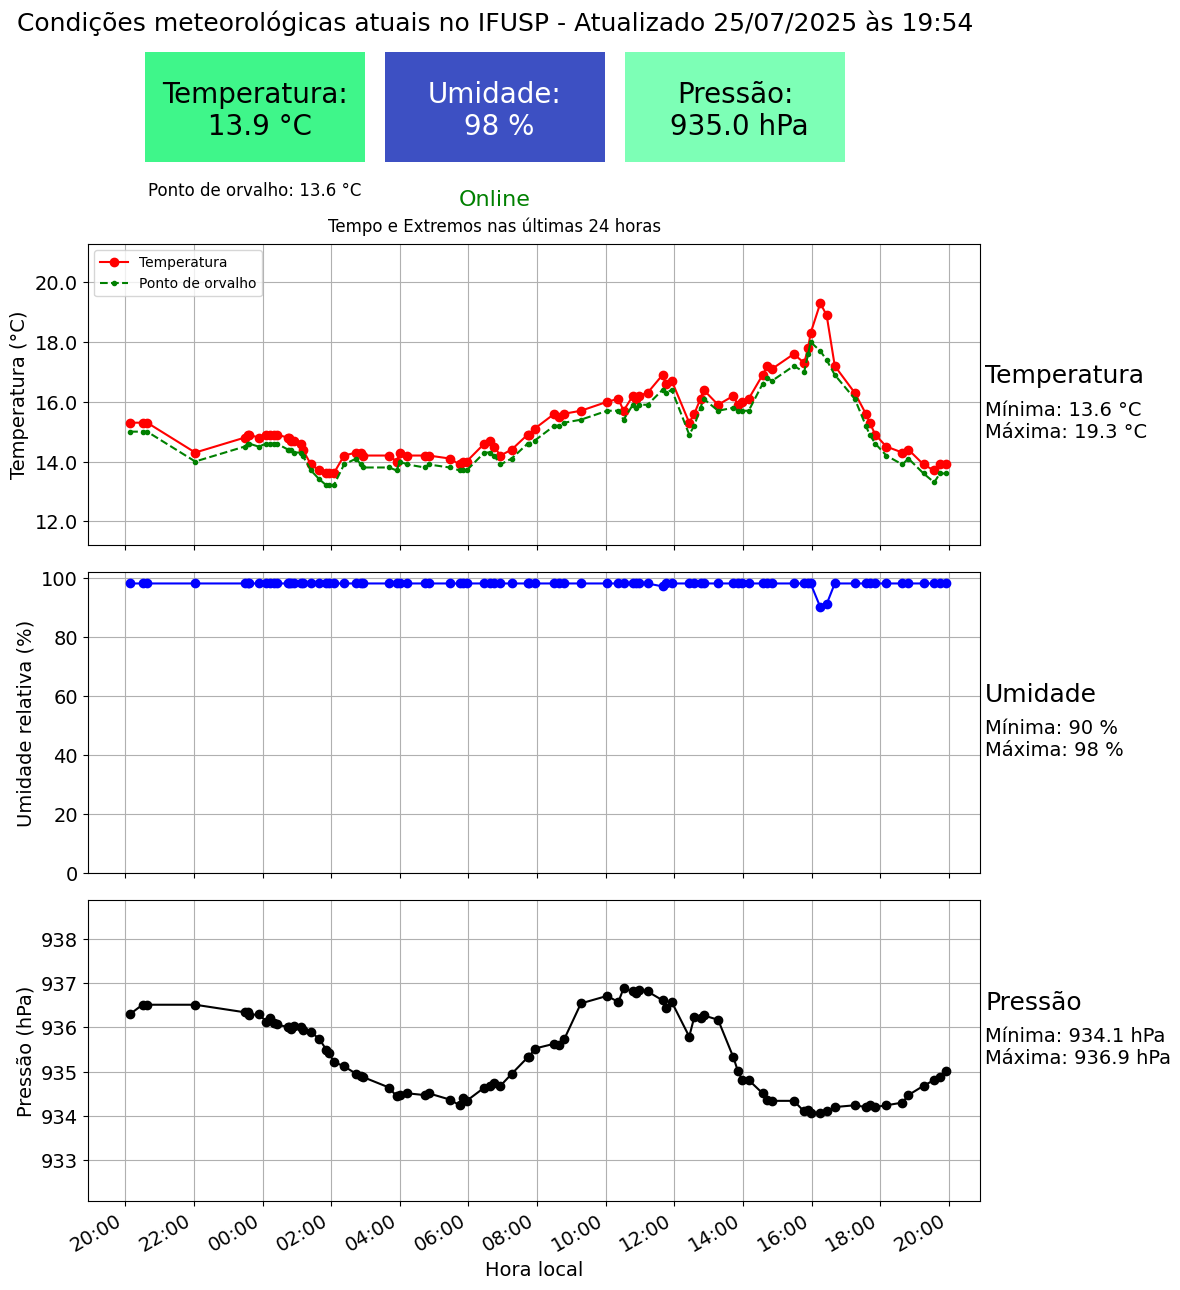 Condições meteorológicas atuais no IFUSP - Atualizado 25/07/2025 às 19:54
Temperatura:
13.9 °C
Umidade:
98 %
Pressão:
935.0 hPa
Ponto de orvalho: 13.6 °C
Online
Tempo e Extremos nas últimas 24 horas
Temperatura
Ponto de orvalho
Temperatura (°C)
20.0
18.0
16.0
14.0
12.0
Temperatura
Mínima: 13.6 °C
Máxima: 19.3 °C
Umidade relativa (%)
100
80
60
40
20
0
Umidade
Mínima: 90 %
Máxima: 98 %
Pressão (hPa)
938
937
936
935
934
933
Pressão
Mínima: 934.1 hPa
Máxima: 936.9 hPa
20:00
22:00
00:00
02:00
04:00
06:00
08:00
10:00
12:00
14:00
16:00
18:00
20:00
Hora local